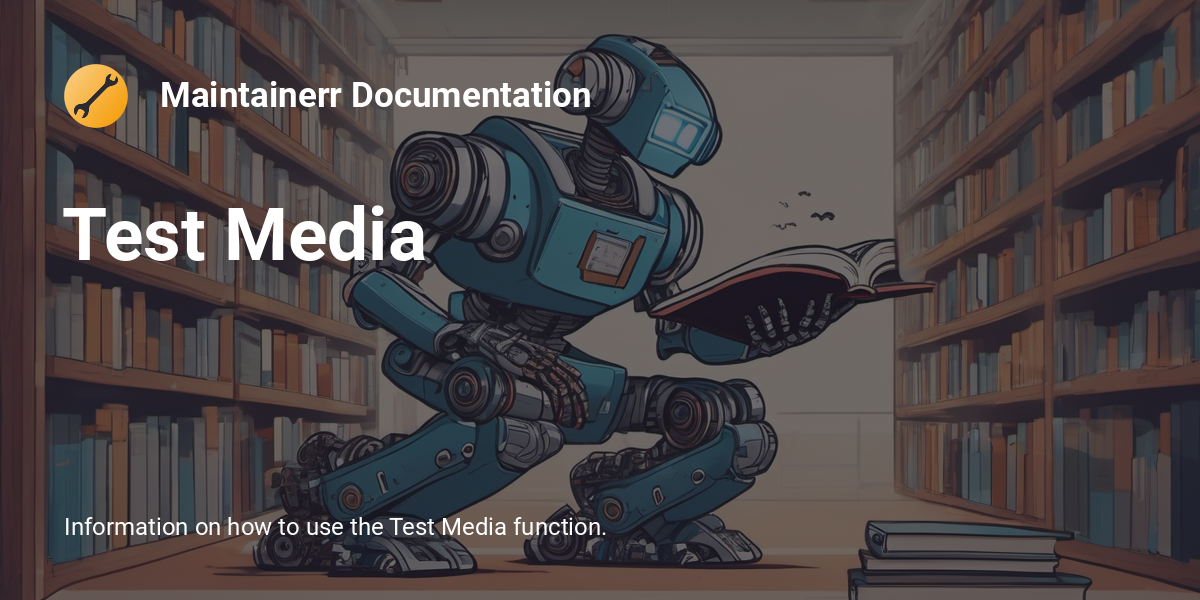 Maintainerr Documentation
Test Media
Information on how to use the Test Media function.